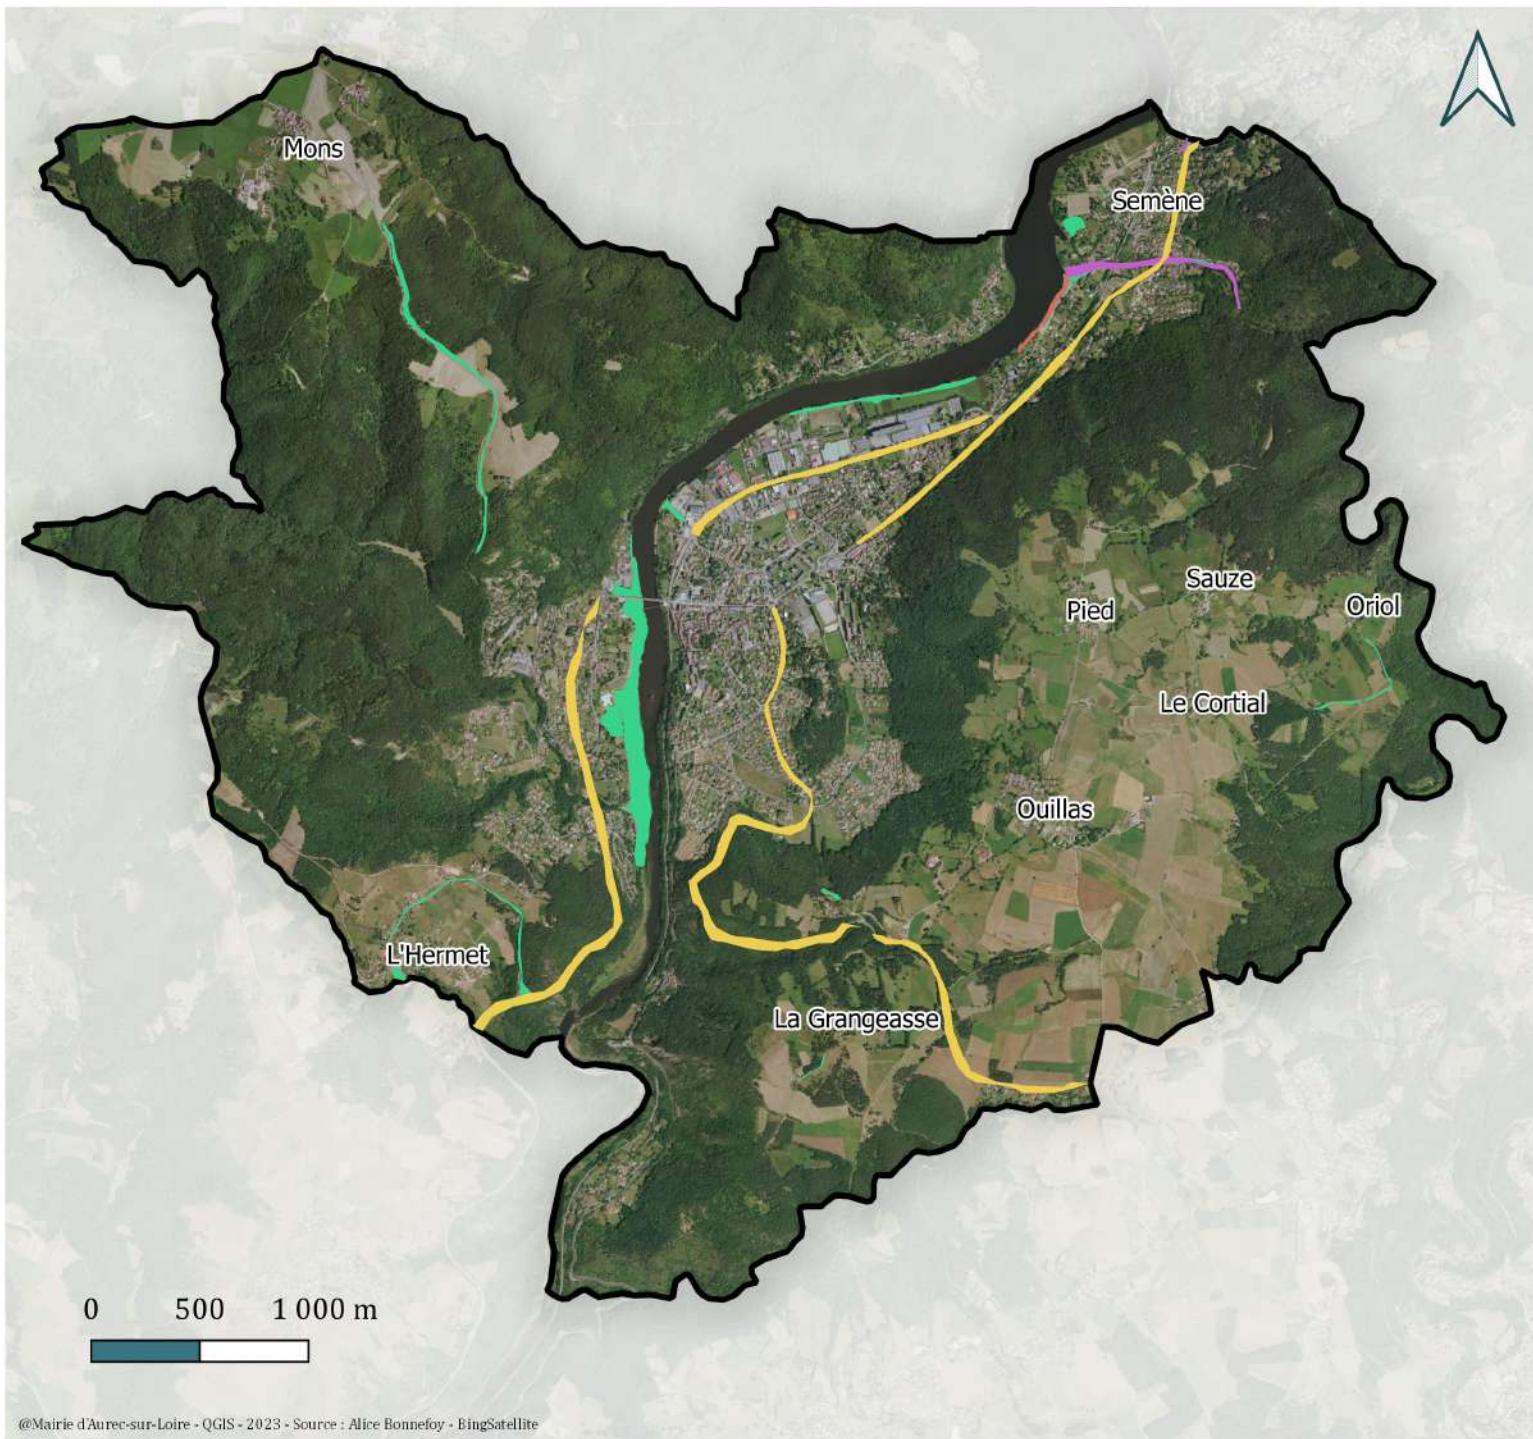 Mons
Semène
Sauze
Pied
Oriol
Le Cortial
Ouillas
L'Hermet
La Grangeasse
0 500 1 000 m
@Mairie d'Aurec-sur-Loire - QGIS - 2023 - Source : Alice Bonnefoy - BingSatellite